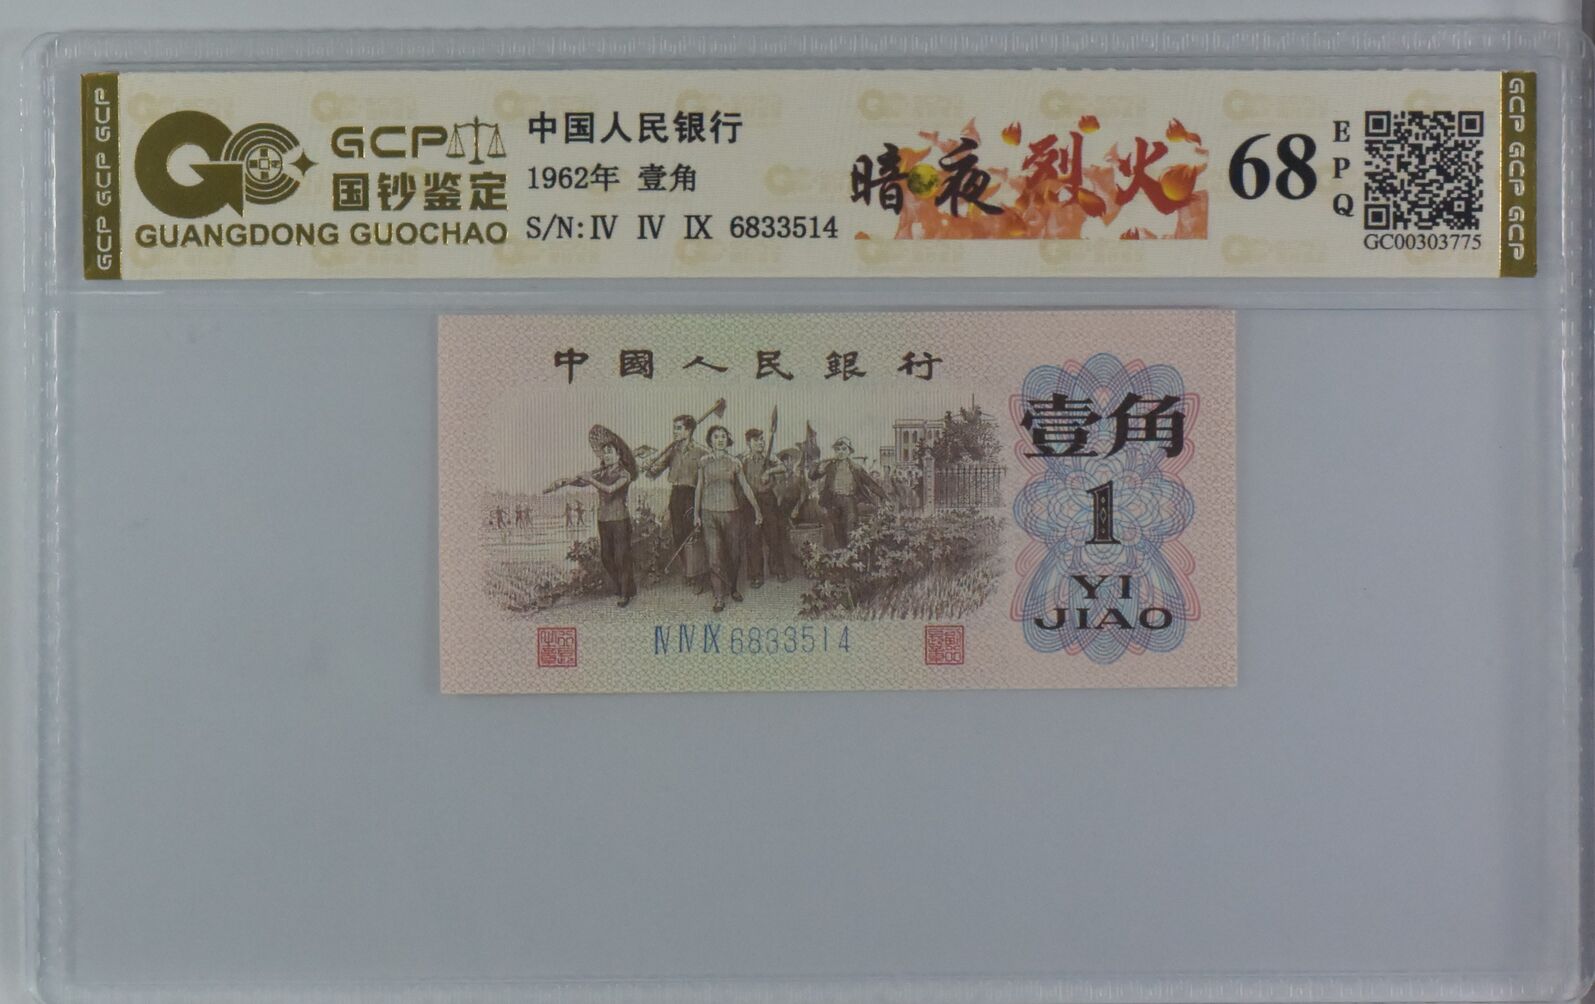 GCP GCP GCP
GCP
国钞鉴定
GUANGDONG GUOCHAO
中国人民银行
1962年 壹角
S/N: IV IV IX 6833514
暗夜烈火
68
EPQ
GC00303775
GCP GCP GCP
中國人民銀行
壹角
1
YI
JIAO
IV IV IX 6833514